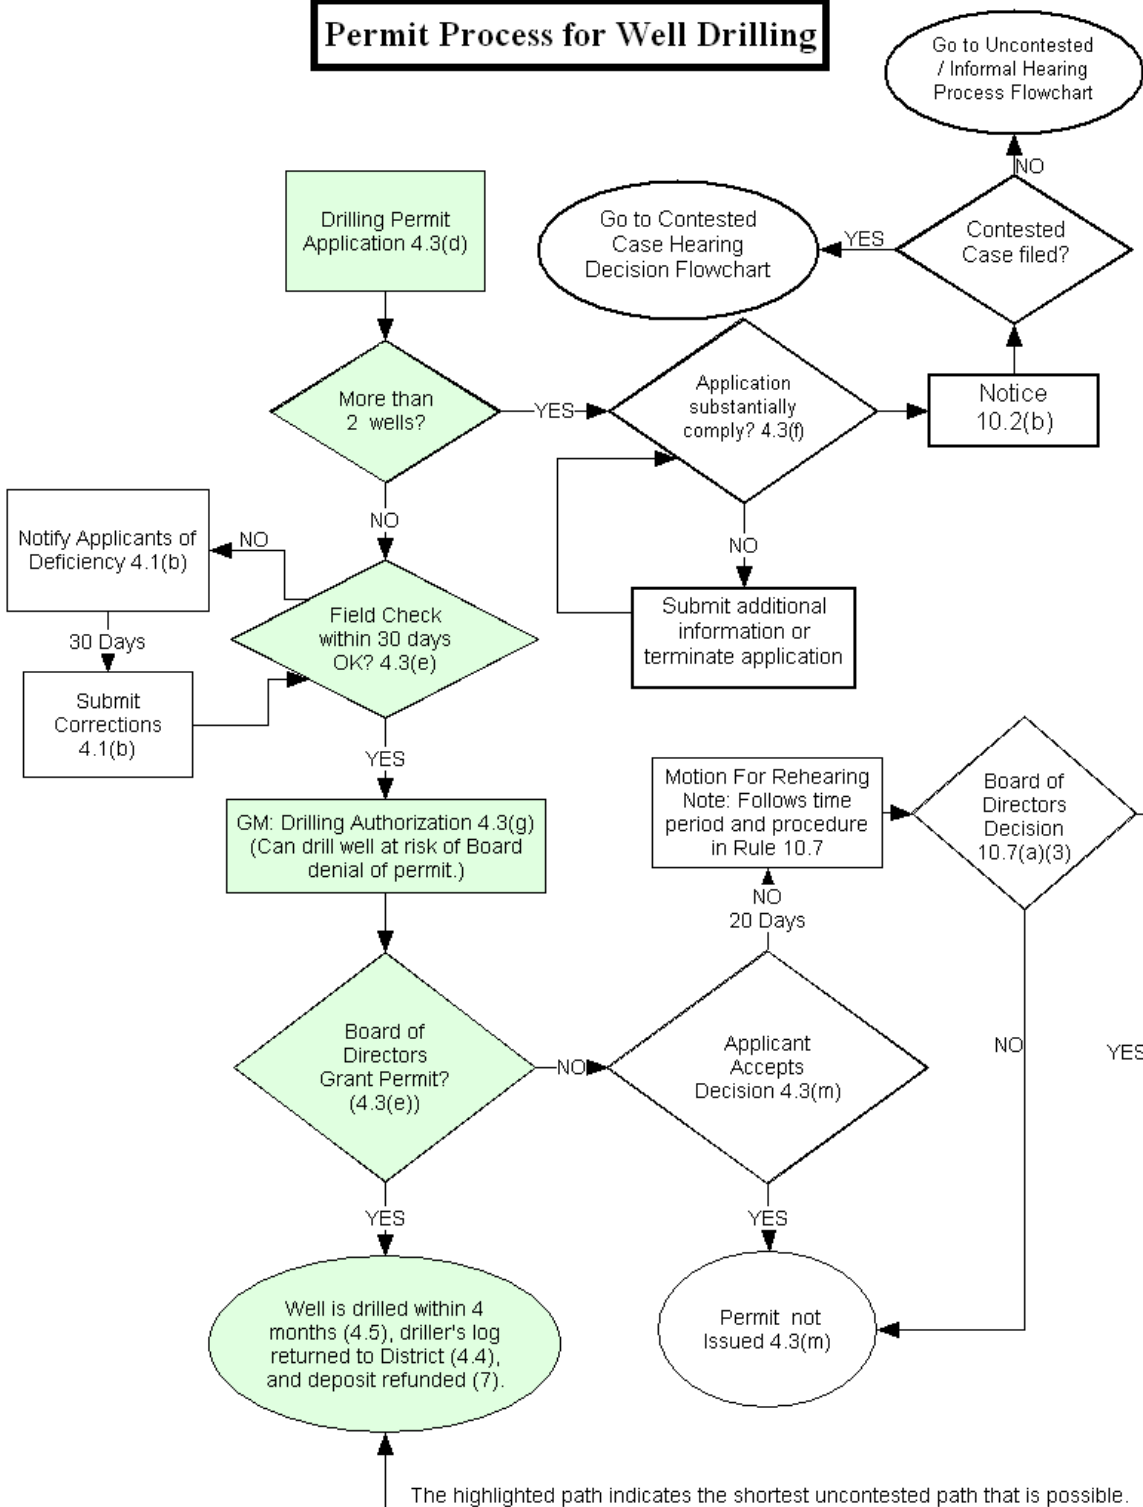 Permit Process for Well Drilling
Go to Uncontested
/ Informal Hearing
Process Flowchart
NO
Contested
Case filed?
YES
Go to Contested
Case Hearing
Decision Flowchart
Drilling Permit
Application 4.3(d)
More than
2 wells?
YES
Application
substantially
comply? 4.3(f)
Notice
10.2(b)
NO
Submit additional
information or
terminate application
NO
Field Check
within 30 days
OK? 4.3(e)
NO
Notify Applicants of
Deficiency 4.1(b)
30 Days
Submit
Corrections
4.1(b)
YES
GM: Drilling Authorization 4.3(g)
(Can drill well at risk of Board
denial of permit.)
Board of
Directors
Grant Permit?
(4.3(e))
NO
Applicant
Accepts
Decision 4.3(m)
NO
20 Days
Motion For Rehearing
Note: Follows time
period and procedure
in Rule 10.7
Board of
Directors
Decision
10.7(a)(3)
NO
YES
YES
Permit not
Issued 4.3(m)
YES
Well is drilled within 4
months (4.5), driller's log
returned to District (4.4),
and deposit refunded (7).
The highlighted path indicates the shortest uncontested path that is possible.